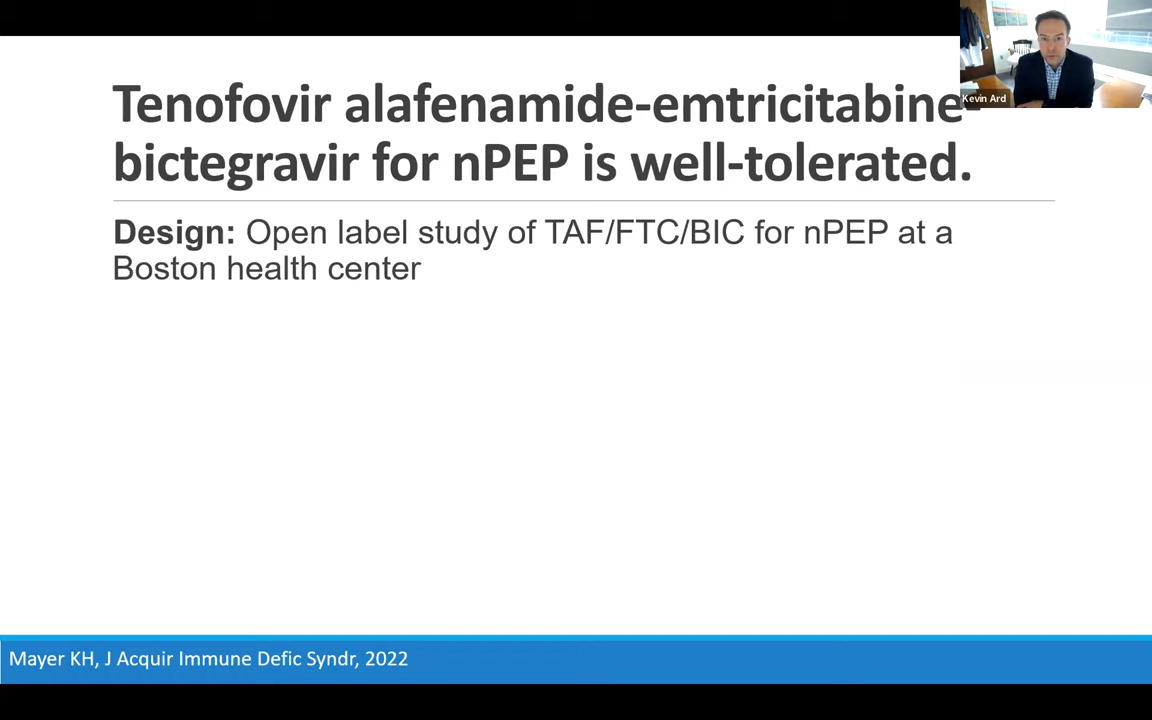 Tenofovir alafenamide-emtricitabine-
bictegravir for nPEP is well-tolerated.
Kevin Ard
Design: Open label study of TAF/FTC/BIC for nPEP at a
Boston health center
Mayer KH, J Acquir Immune Defic Syndr, 2022